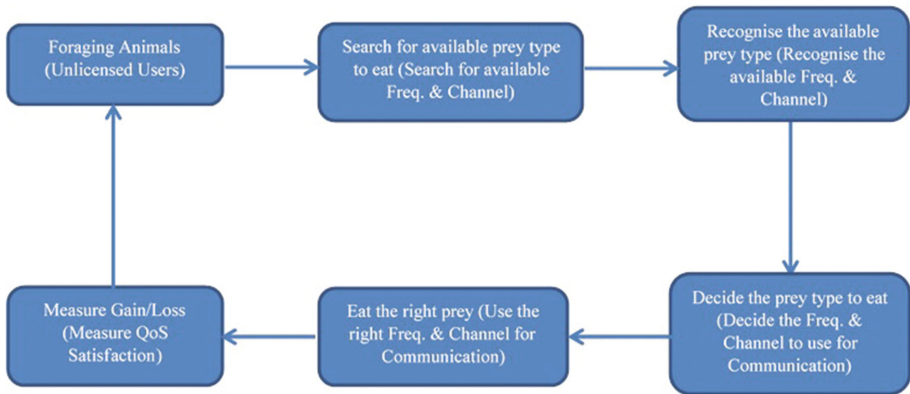 Foraging Animals
(Unlicensed Users)
Search for available prey type
to eat (Search for available
Freq. & Channel)
Recognise the available
prey type (Recognise the
available Freq. &
Channel)
Decide the prey type to eat
(Decide the Freq. &
Channel to use for
Communication)
Eat the right prey (Use the
right Freq. & Channel for
Communication)
Measure Gain/Loss
(Measure QoS
Satisfaction)